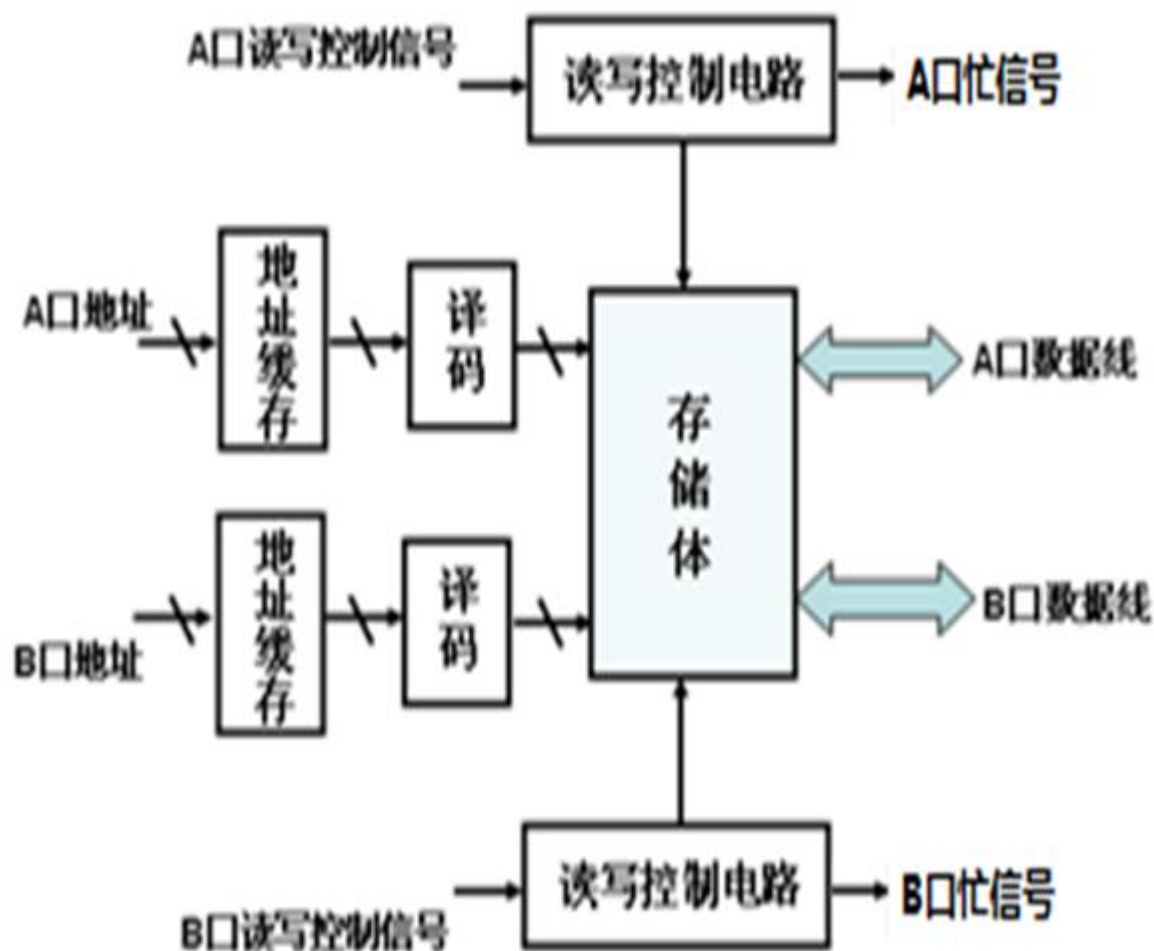 A口读写控制信号
读写控制电路
A口忙信号
A口地址
地址缓存
译码
存储体
A口数据线
B口地址
地址缓存
译码
B口数据线
B口读写控制信号
读写控制电路
B口忙信号